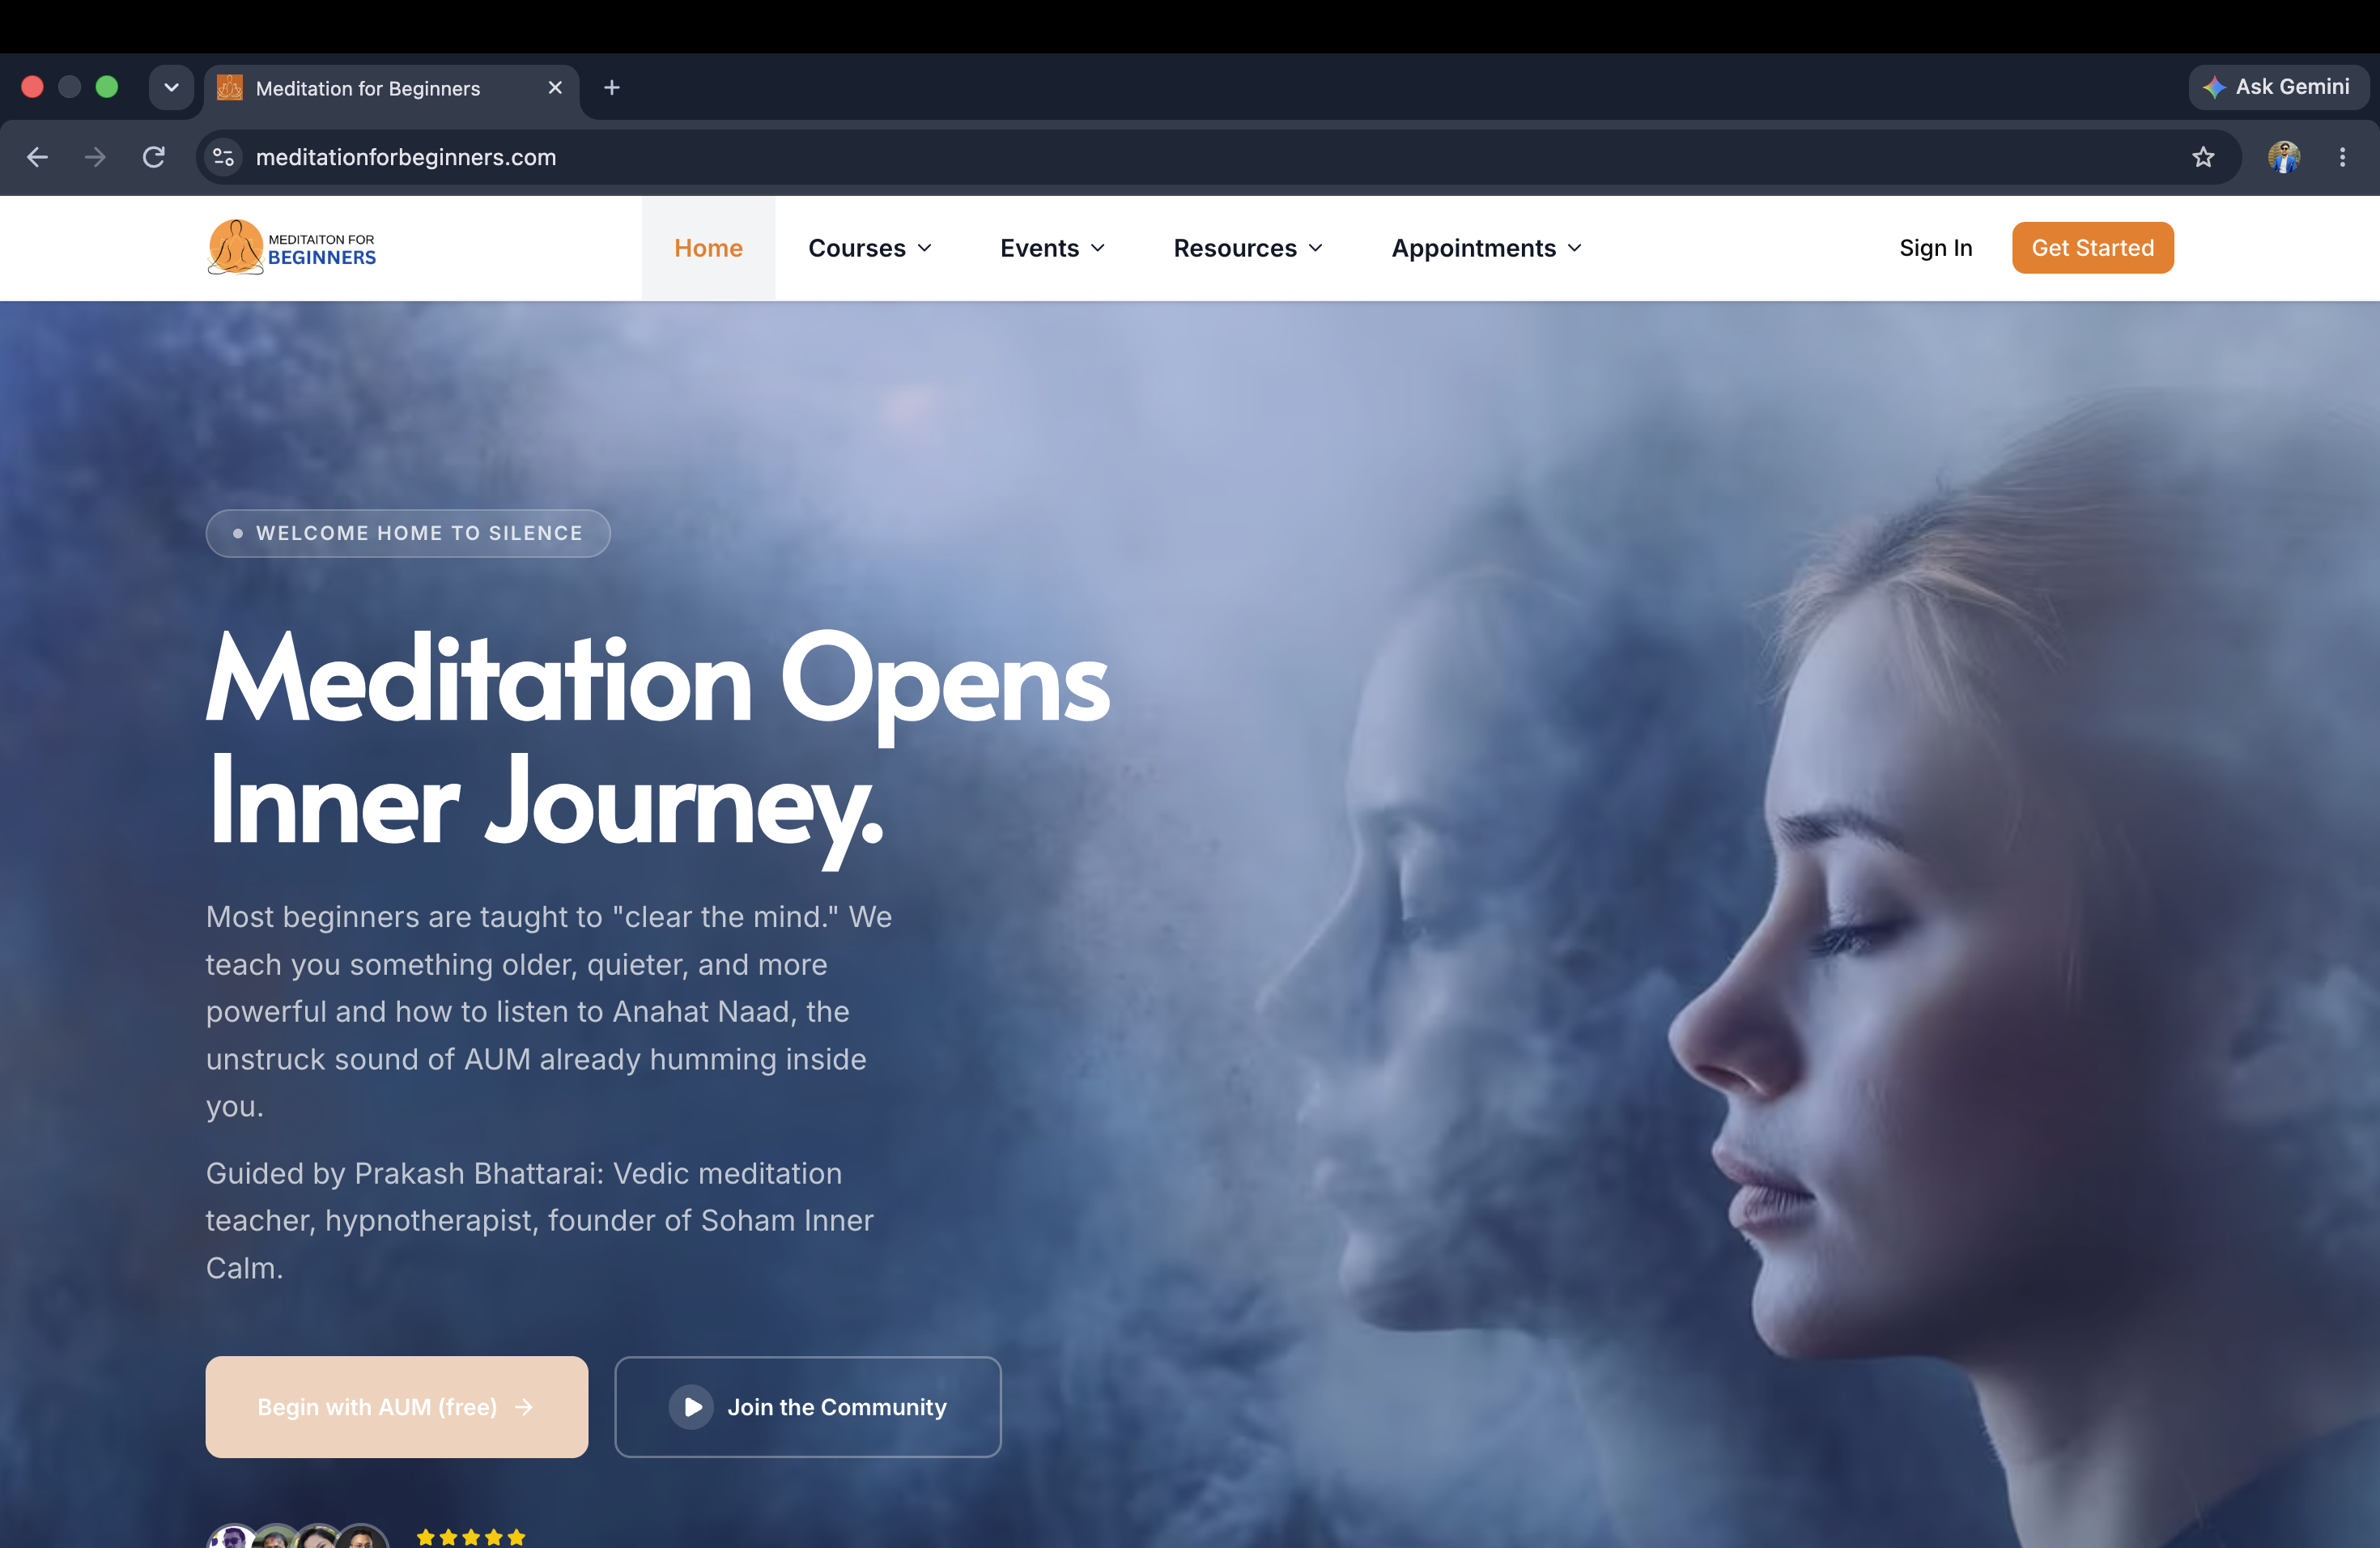 Meditation for Beginners
Ask Gemini
meditationforbeginners.com
MEDITAITON FOR
BEGINNERS
Home
Courses
Events
Resources
Appointments
Sign In
Get Started
WELCOME HOME TO SILENCE
Meditation Opens
Inner Journey.
Most beginners are taught to "clear the mind." We
teach you something older, quieter, and more
powerful and how to listen to Anahat Naad, the
unstruck sound of AUM already humming inside
you.
Guided by Prakash Bhattarai: Vedic meditation
teacher, hypnotherapist, founder of Soham Inner
Calm.
Begin with AUM (free)
Join the Community